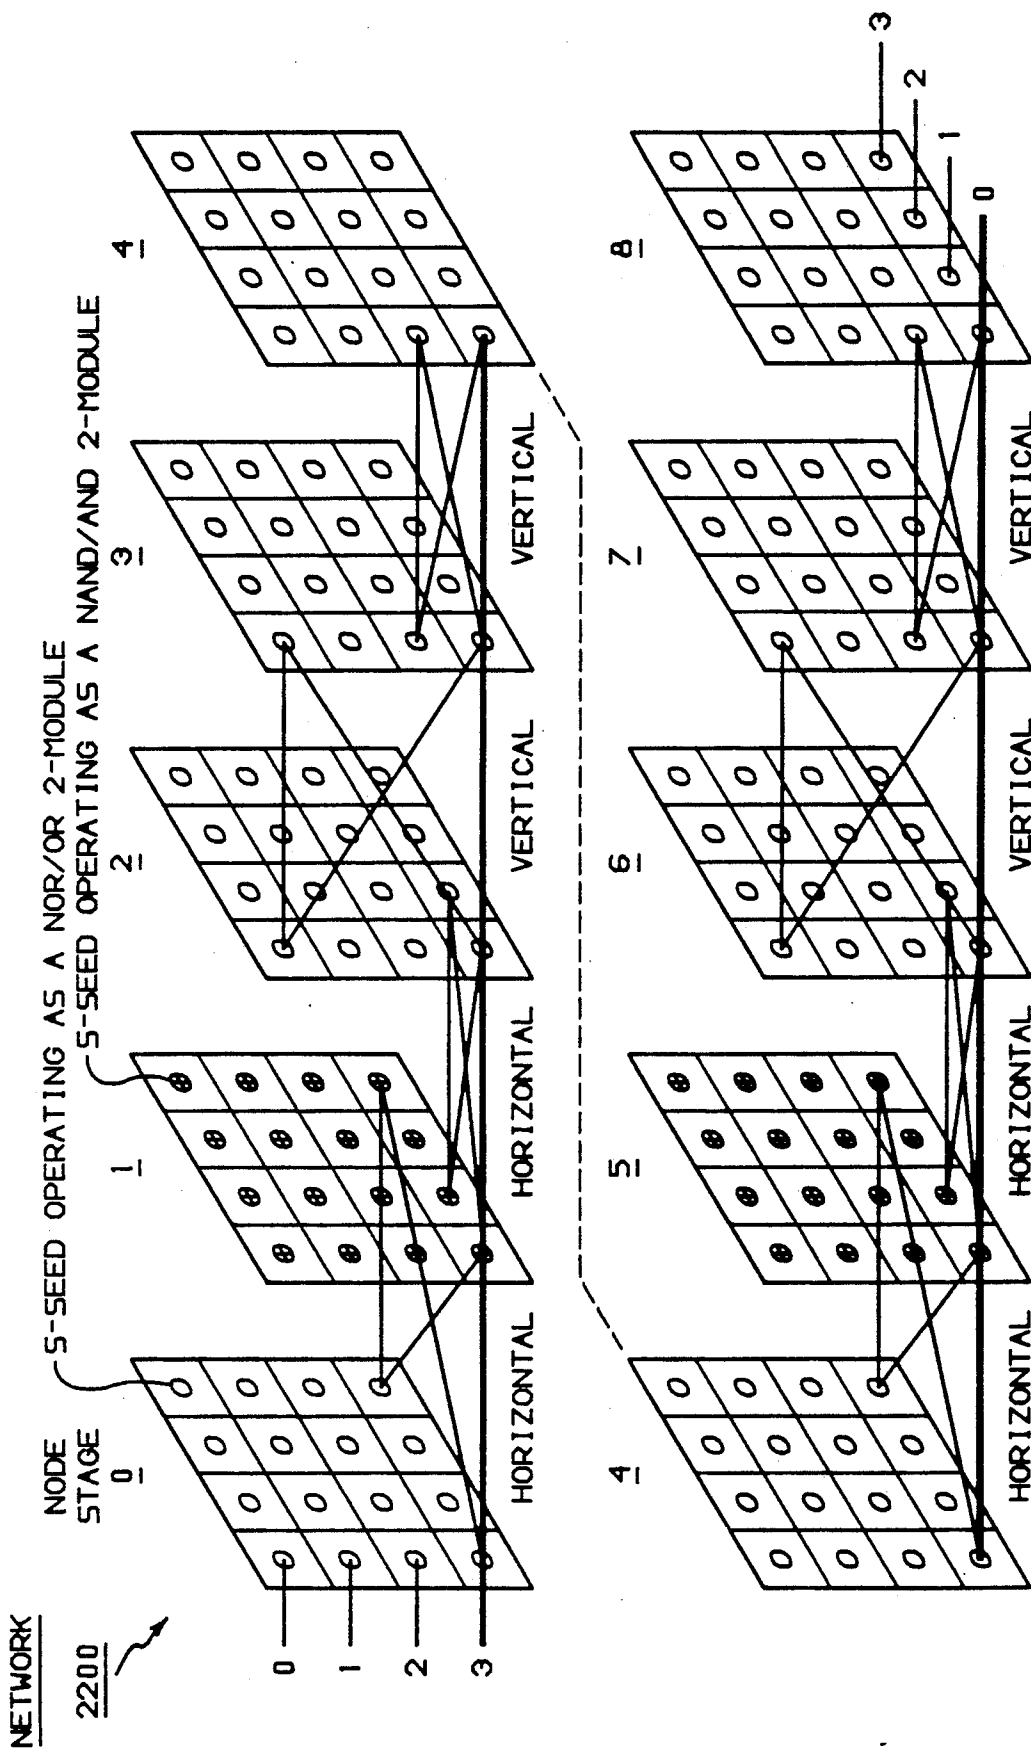 NETWORK
2200
NODE
STAGE
S-SEED OPERATING AS A NOR/OR 2-MODULE
S-SEED OPERATING AS A NAND/AND 2-MODULE
0 1 2 3 4
0
1
2
3
HORIZONTAL HORIZONTAL VERTICAL VERTICAL
4 5 6 7 8
3
2
1
0
HORIZONTAL HORIZONTAL VERTICAL VERTICAL